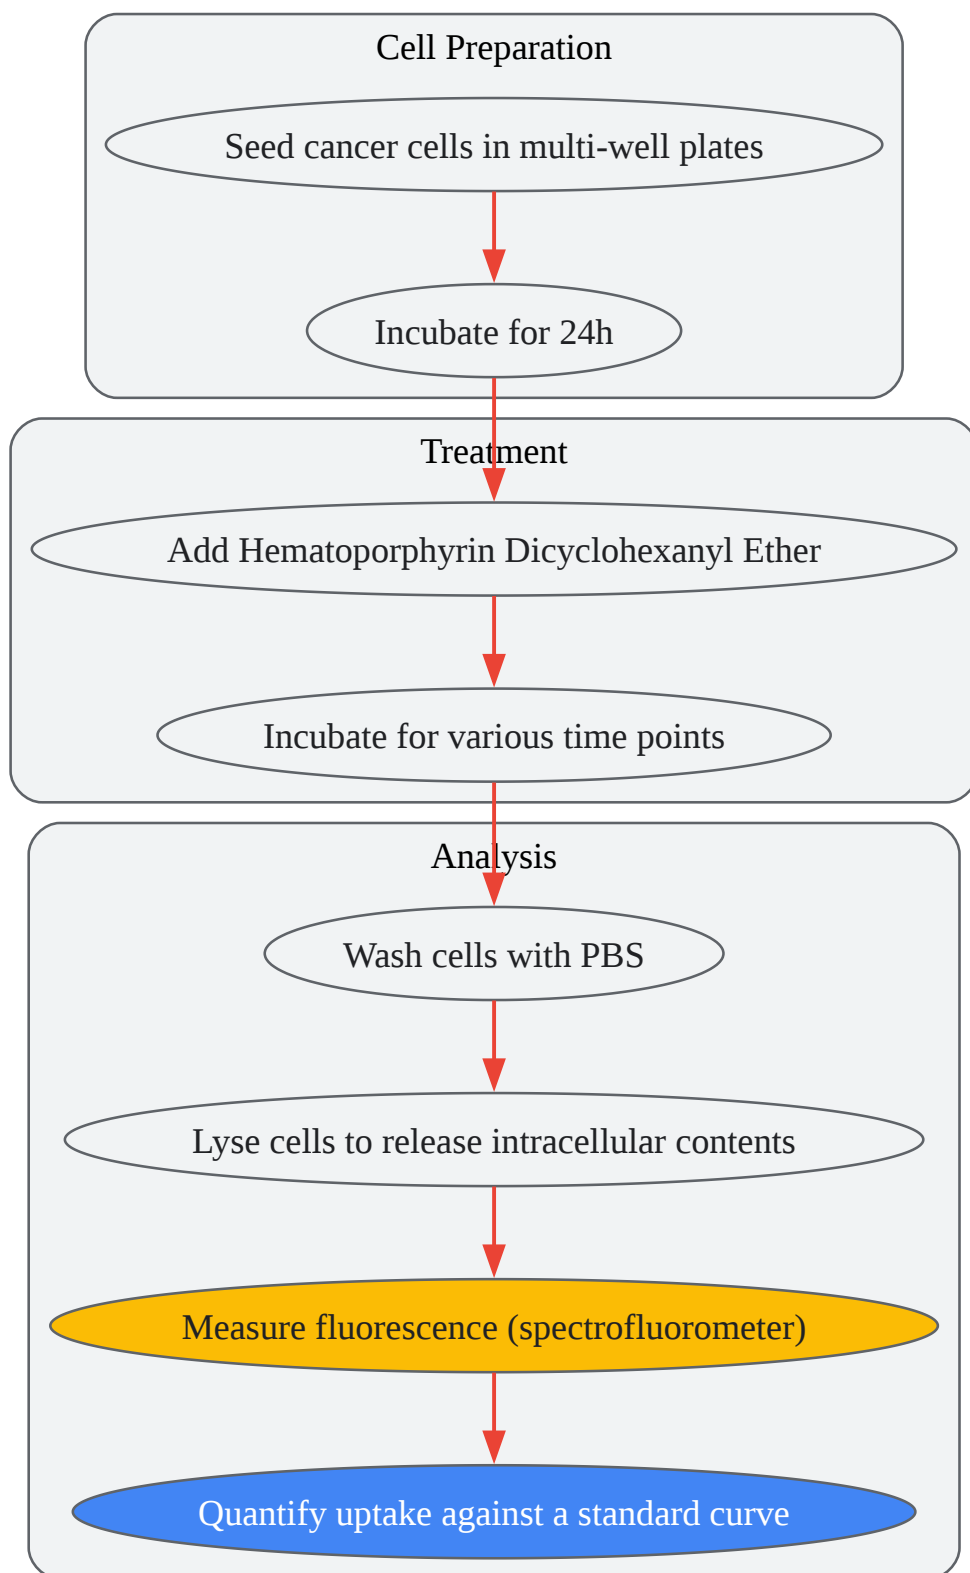 Cell Preparation
Seed cancer cells in multi-well plates
Incubate for 24h
Treatment
Add Hematoporphyrin Dicyclohexanyl Ether
Incubate for various time points
Analysis
Wash cells with PBS
Lyse cells to release intracellular contents
Measure fluorescence (spectrofluorometer)
Quantify uptake against a standard curve